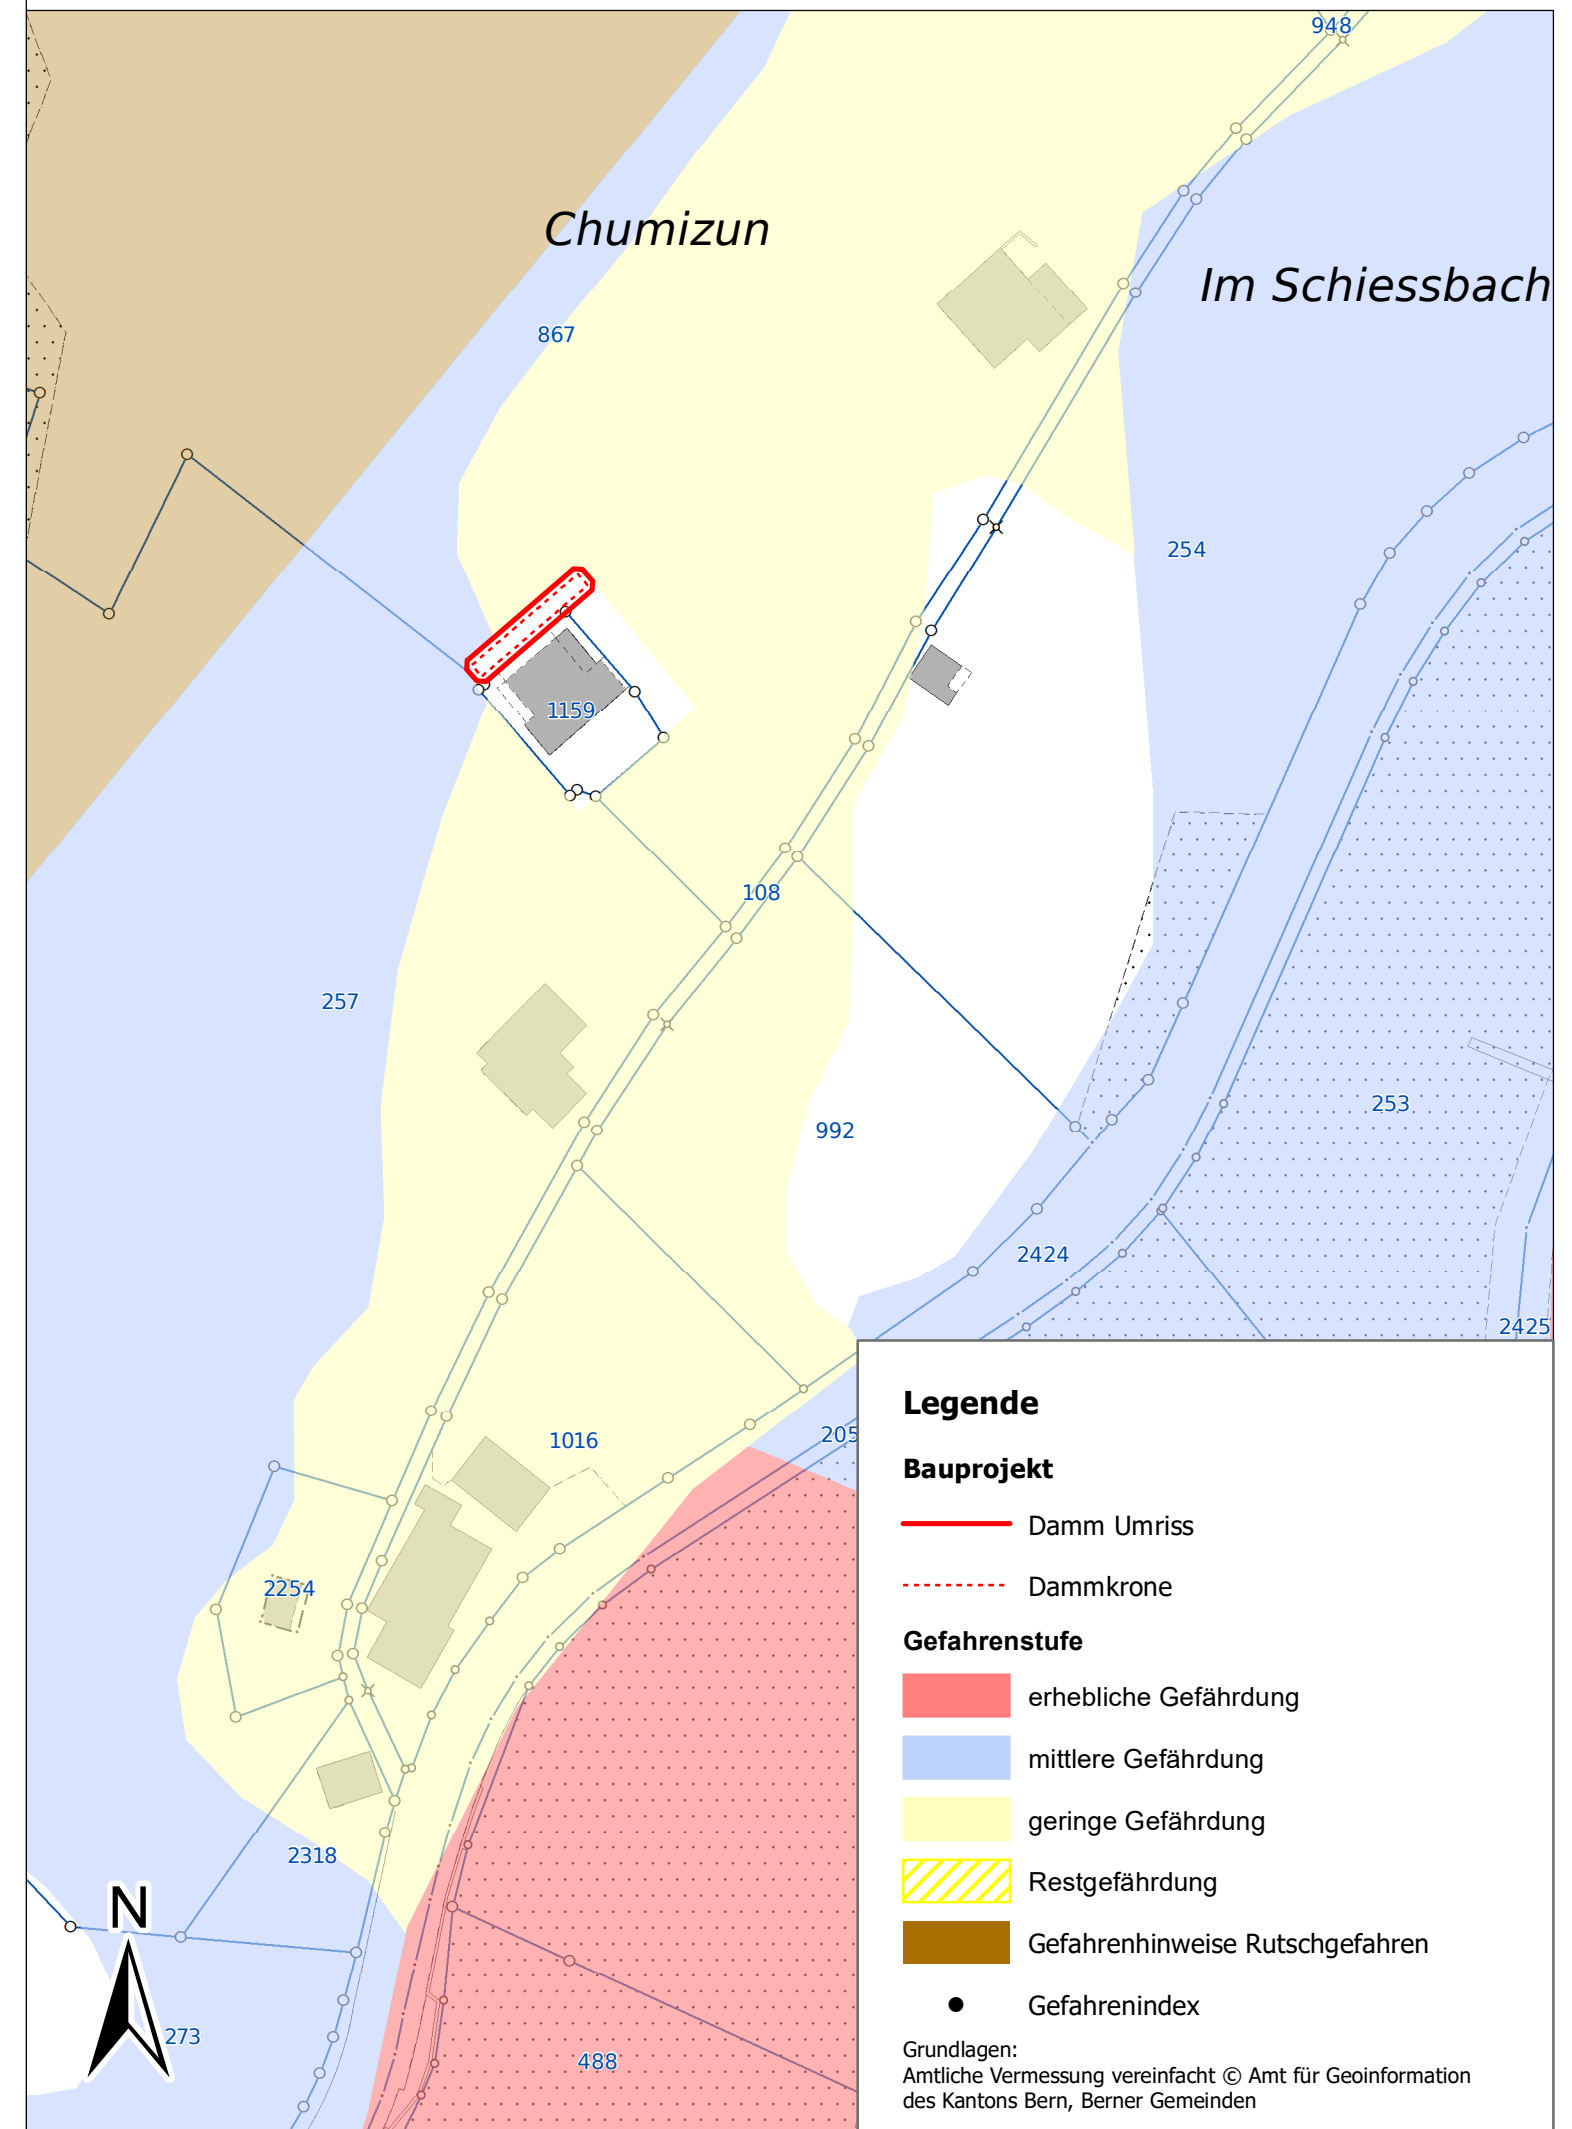 948
Chumizun
Im Schiessbach
867
254
1159
108
257
253
992
2424
2425
205
1016
2254
2318
N
273
488
Legende
Bauprojekt
Damm Umriss
Dammkrone
Gefahrenstufe
erhebliche Gefährdung
mittlere Gefährdung
geringe Gefährdung
Restgefährdung
Gefahrenhinweise Rutschgefahren
Gefahrenindex
Grundlagen:
Amtliche Vermessung vereinfacht © Amt für Geoinformation
des Kantons Bern, Berner Gemeinden